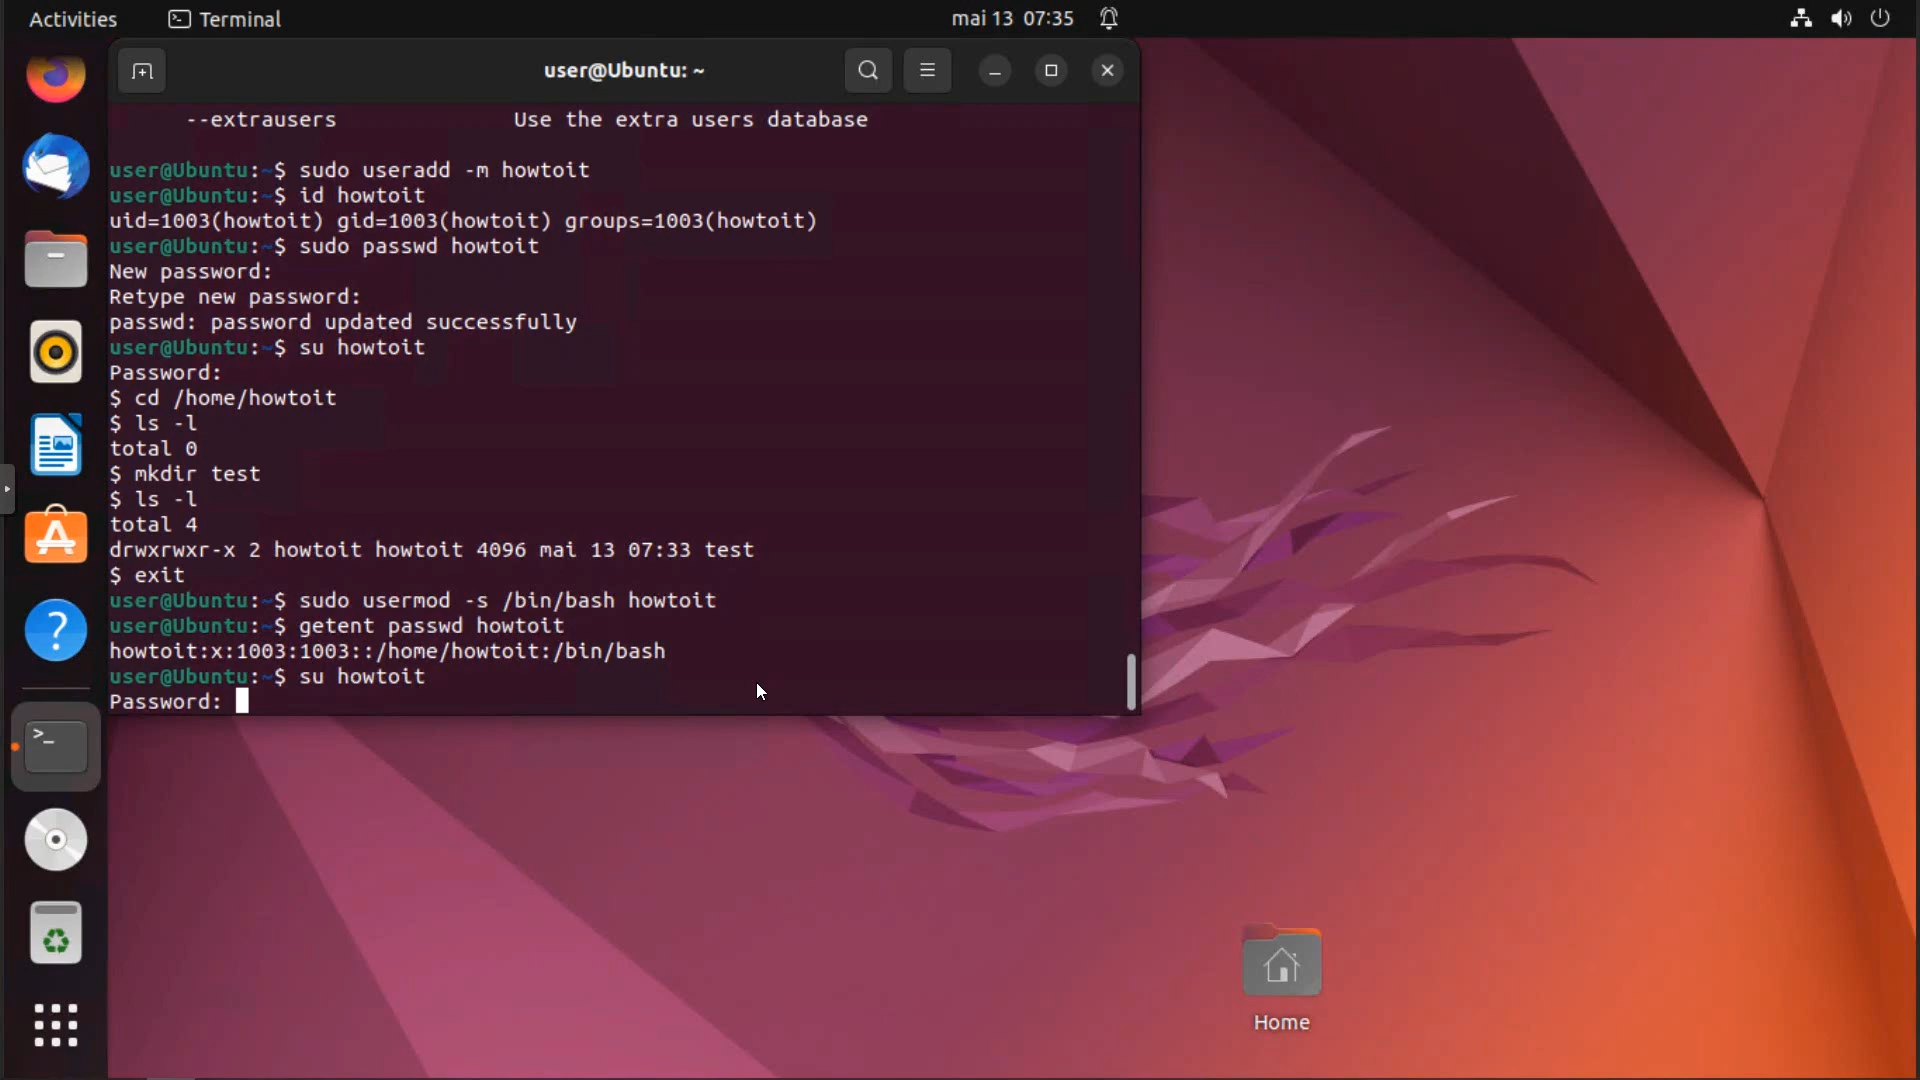 Activities
Terminal
mai 13 07:35
user@Ubuntu: ~
--extrausers Use the extra users database
user@Ubuntu:~$ sudo useradd -m howtoit
user@Ubuntu:~$ id howtoit
uid=1003(howtoit) gid=1003(howtoit) groups=1003(howtoit)
user@Ubuntu:~$ sudo passwd howtoit
New password:
Retype new password:
passwd: password updated successfully
user@Ubuntu:~$ su howtoit
Password:
$ cd /home/howtoit
$ ls -l
total 0
$ mkdir test
$ ls -l
total 4
drwxrwxr-x 2 howtoit howtoit 4096 mai 13 07:33 test
$ exit
user@Ubuntu:~$ sudo usermod -s /bin/bash howtoit
user@Ubuntu:~$ getent passwd howtoit
howtoit:x:1003:1003::/home/howtoit:/bin/bash
user@Ubuntu:~$ su howtoit
Password:
Home